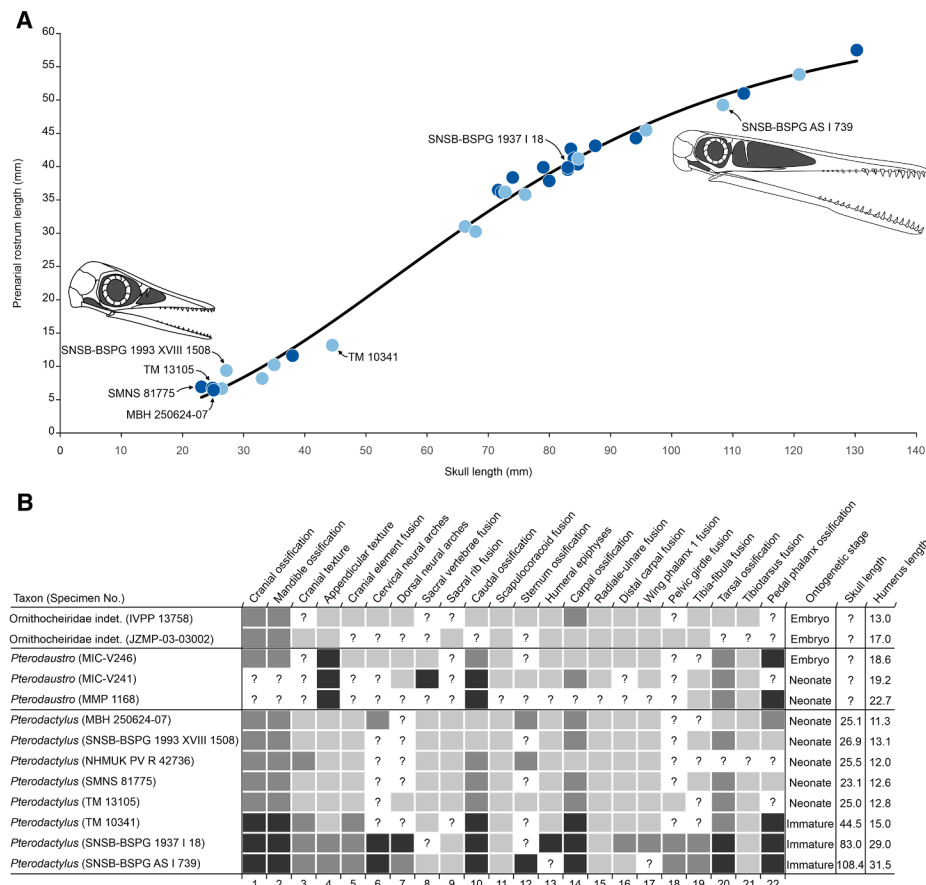 A
60
55
50
45
40
35
30
25
20
15
10
5
0
Prenarial rostrum length (mm)
SNSB-BSPG 1937 I 18
SNSB-BSPG AS I 739
SNSB-BSPG 1993 XVIII 1508
TM 13105
TM 10341
SMNS 81775
MBH 250624-07
0 10 20 30 40 50 60 70 80 90 100 110 120 130 140
Skull length (mm)
B
Taxon (Specimen No.)
Cranial ossification
Mandible ossification
Cranial texture
Appendicular texture
Cranial element fusion
Cervical neural arches
Dorsal neural arches
Sacral vertebrae fusion
Sacral rib fusion
Caudal ossification
Scapulocoracoid fusion
Sternum ossification
Humeral epiphyses
Carpal ossification
Radiale-ulnare fusion
Distal carpal fusion
Wing phalanx 1 fusion
Pelvic girdle fusion
Tibia-fibula fusion
Tarsal ossification
Tibiotarsus fusion
Pedal phalanx ossification
Ontogenetic stage
Skull length
Humerus length
Ornithocheiridae indet. (IVPP 13758) ? ? ? ? ? Embryo ? 13.0
Ornithocheiridae indet. (JZMP-03-03002) ? ? ? ? ? ? ? ? ? Embryo ? 17.0
Pterodaustro (MIC-V246) ? ? ? ? ? Embryo ? 18.6
Pterodaustro (MIC-V241) ? ? ? ? ? ? ? ? ? ? Neonate ? 19.2
Pterodaustro (MMP 1168) ? ? ? ? ? ? ? ? ? ? ? ? ? ? ? ? Neonate ? 22.7
Pterodactylus (MBH 250624-07) ? ? ? Neonate 25.1 11.3
Pterodactylus (SNSB-BSPG 1993 XVIII 1508) ? ? ? ? Neonate 26.9 13.1
Pterodactylus (NHMUK PV R 42736) ? ? ? ? ? ? ? Neonate 25.5 12.0
Pterodactylus (SMNS 81775) ? ? ? ? Neonate 23.1 12.6
Pterodactylus (TM 13105) ? ? ? Neonate 25.0 12.8
Pterodactylus (TM 10341) ? ? ? ? ? Immature 44.5 15.0
Pterodactylus (SNSB-BSPG 1937 I 18) ? ? ? Immature 83.0 29.0
Pterodactylus (SNSB-BSPG AS I 739) ? ? Immature 108.4 31.5
1 2 3 4 5 6 7 8 9 10 11 12 13 14 15 16 17 18 19 20 21 22